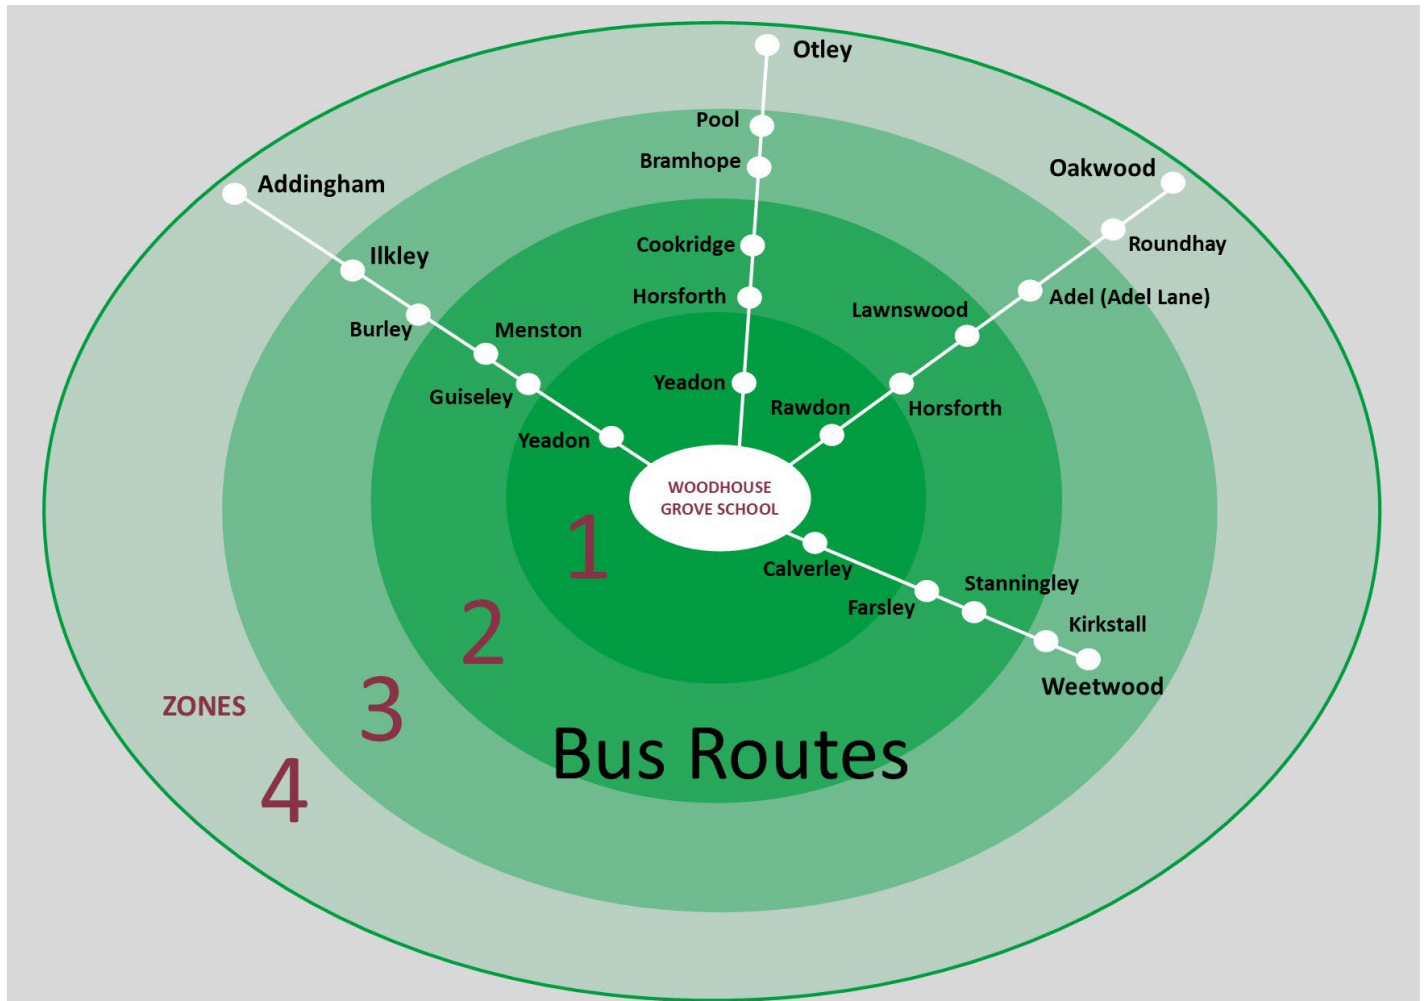 Otley
Pool
Bramhope
Oakwood
Addingham
Cookridge
Roundhay
Ilkley
Horsforth
Adel (Adel Lane)
Burley
Menston
Lawnswood
Guiseley
Yeadon
Rawdon
Horsforth
Yeadon
WOODHOUSE
GROVE SCHOOL
1
Calverley
Stanningley
Farsley
2
Kirkstall
Weetwood
3
ZONES
Bus Routes
4